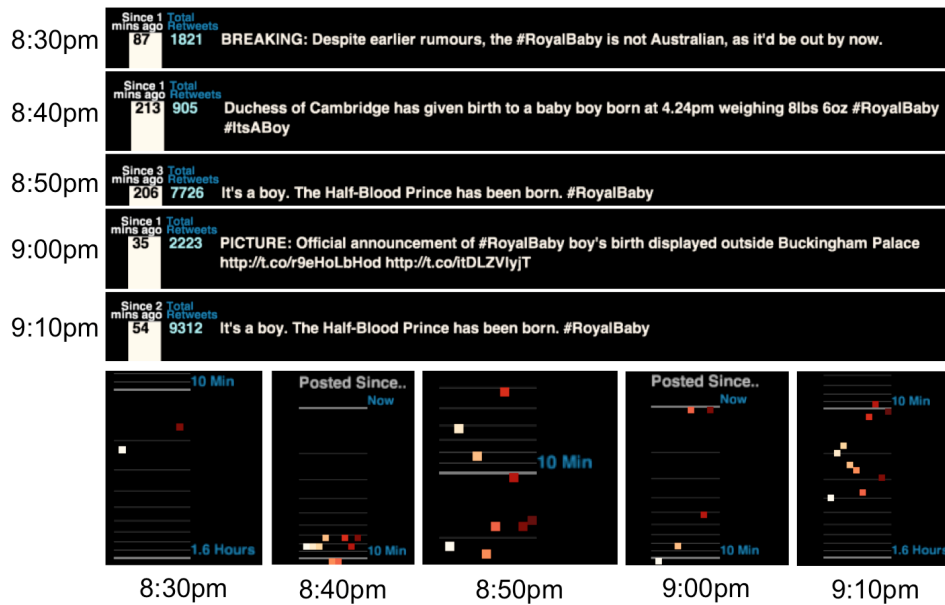 8:30pm
Since 1 Total
mins ago Retweets
87 1821 BREAKING: Despite earlier rumours, the #RoyalBaby is not Australian, as it'd be out by now.
8:40pm
Since 1 Total
mins ago Retweets
213 905 Duchess of Cambridge has given birth to a baby boy born at 4.24pm weighing 8lbs 6oz #RoyalBaby
#ItsABoy
8:50pm
Since 3 Total
mins ago Retweets
206 7726 It's a boy. The Half-Blood Prince has been born. #RoyalBaby
9:00pm
Since 1 Total
mins ago Retweets
35 2223 PICTURE: Official announcement of #RoyalBaby boy's birth displayed outside Buckingham Palace
http://t.co/r9eHoLbHod http://t.co/itDLZVlyjT
9:10pm
Since 2 Total
mins ago Retweets
54 9312 It's a boy. The Half-Blood Prince has been born. #RoyalBaby
10 Min
1.6 Hours
Posted Since..
Now
10 Min
10 Min
Posted Since..
Now
10 Min
10 Min
1.6 Hours
8:30pm 8:40pm 8:50pm 9:00pm 9:10pm